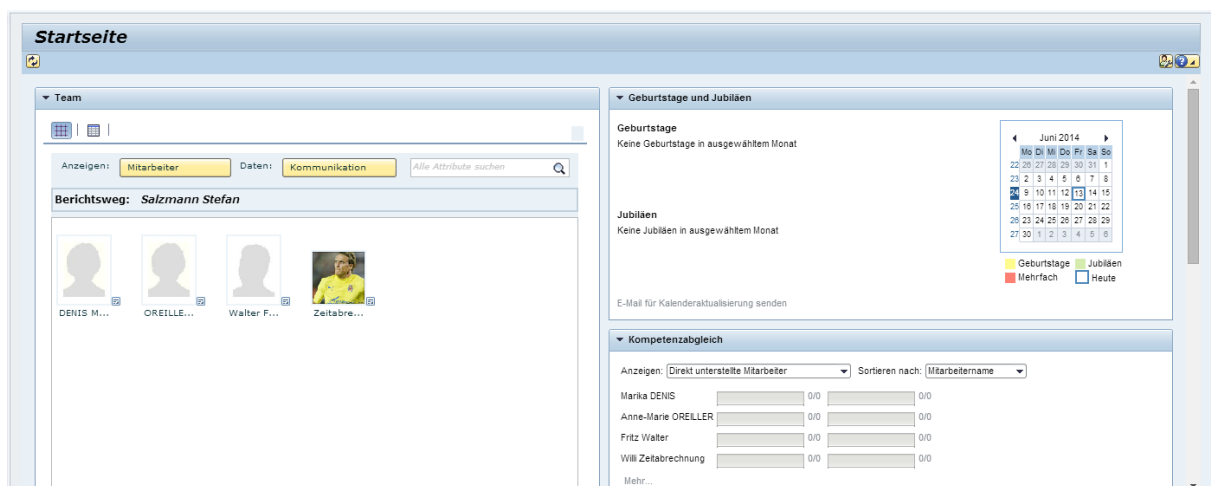 Startseite
Team
Anzeigen: Mitarbeiter Daten: Kommunikation Alle Attribute suchen
Berichtsweg: Salzmann Stefan
DENIS M... OREILLE... Walter F... Zeitabre...
Geburtstage und Jubiläen
Geburtstage
Keine Geburtstage in ausgewähltem Monat
Jubiläen
Keine Jubiläen in ausgewähltem Monat
E-Mail für Kalenderaktualisierung senden
Juni 2014
Mo Di Mi Do Fr Sa So
22 26 27 28 29 30 31 1
23 2 3 4 5 6 7 8
24 9 10 11 12 13 14 15
25 16 17 18 19 20 21 22
26 23 24 25 26 27 28 29
27 30 1 2 3 4 5 6
Geburtstage Jubiläen
Mehrfach Heute
Kompetenzabgleich
Anzeigen: Direkt unterstellte Mitarbeiter Sortieren nach: Mitarbeitername
Marika DENIS 0/0 0/0
Anne-Marie OREILLER 0/0 0/0
Fritz Walter 0/0 0/0
Willi Zeitabrechnung 0/0 0/0
Mehr...